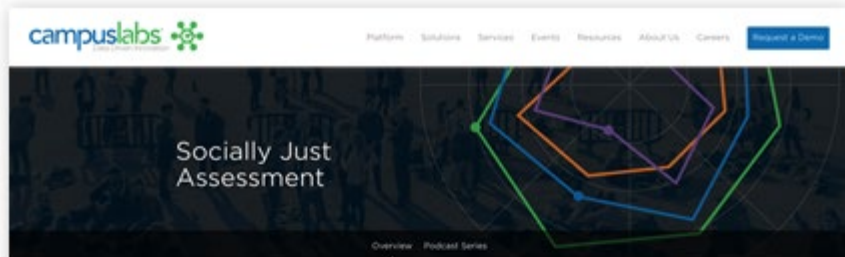 campuslabs
Data Driven Innovation
Platform Solutions Services Events Resources About Us Careers Request a Demo
Socially Just
Assessment
Overview Podcast Series